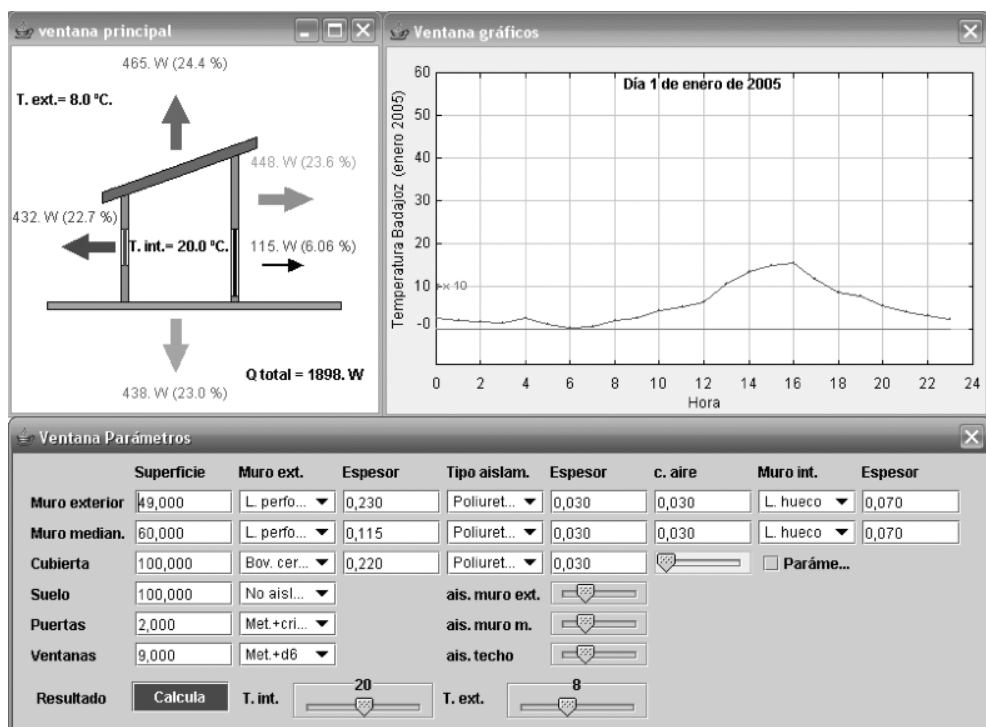 ventana principal
465. W (24.4 %)
T. ext.= 8.0 ºC.
448. W (23.6 %)
432. W (22.7 %)
T. int.= 20.0 ºC.
115. W (6.06 %)
Q total = 1898. W
438. W (23.0 %)
Ventana gráficos
Día 1 de enero de 2005
Temperatura Badajoz (enero 2005)
60
50
40
30
20
10
-0
x 10
0 2 4 6 8 10 12 14 16 18 20 22 24
Hora
Ventana Parámetros
Superficie Muro ext. Espesor Tipo aislam. Espesor c. aire Muro int. Espesor
Muro exterior 49,000 L. perfo... 0,230 Poliuret... 0,030 0,030 L. hueco 0,070
Muro median. 60,000 L. perfo... 0,115 Poliuret... 0,030 0,030 L. hueco 0,070
Cubierta 100,000 Bov. cer... 0,220 Poliuret... 0,030 Paráme...
Suelo 100,000 No aisl... ais. muro ext.
Puertas 2,000 Met.+cri... ais. muro m.
Ventanas 9,000 Met.+d6 ais. techo
Resultado Calcula T. int. 20 T. ext. 8